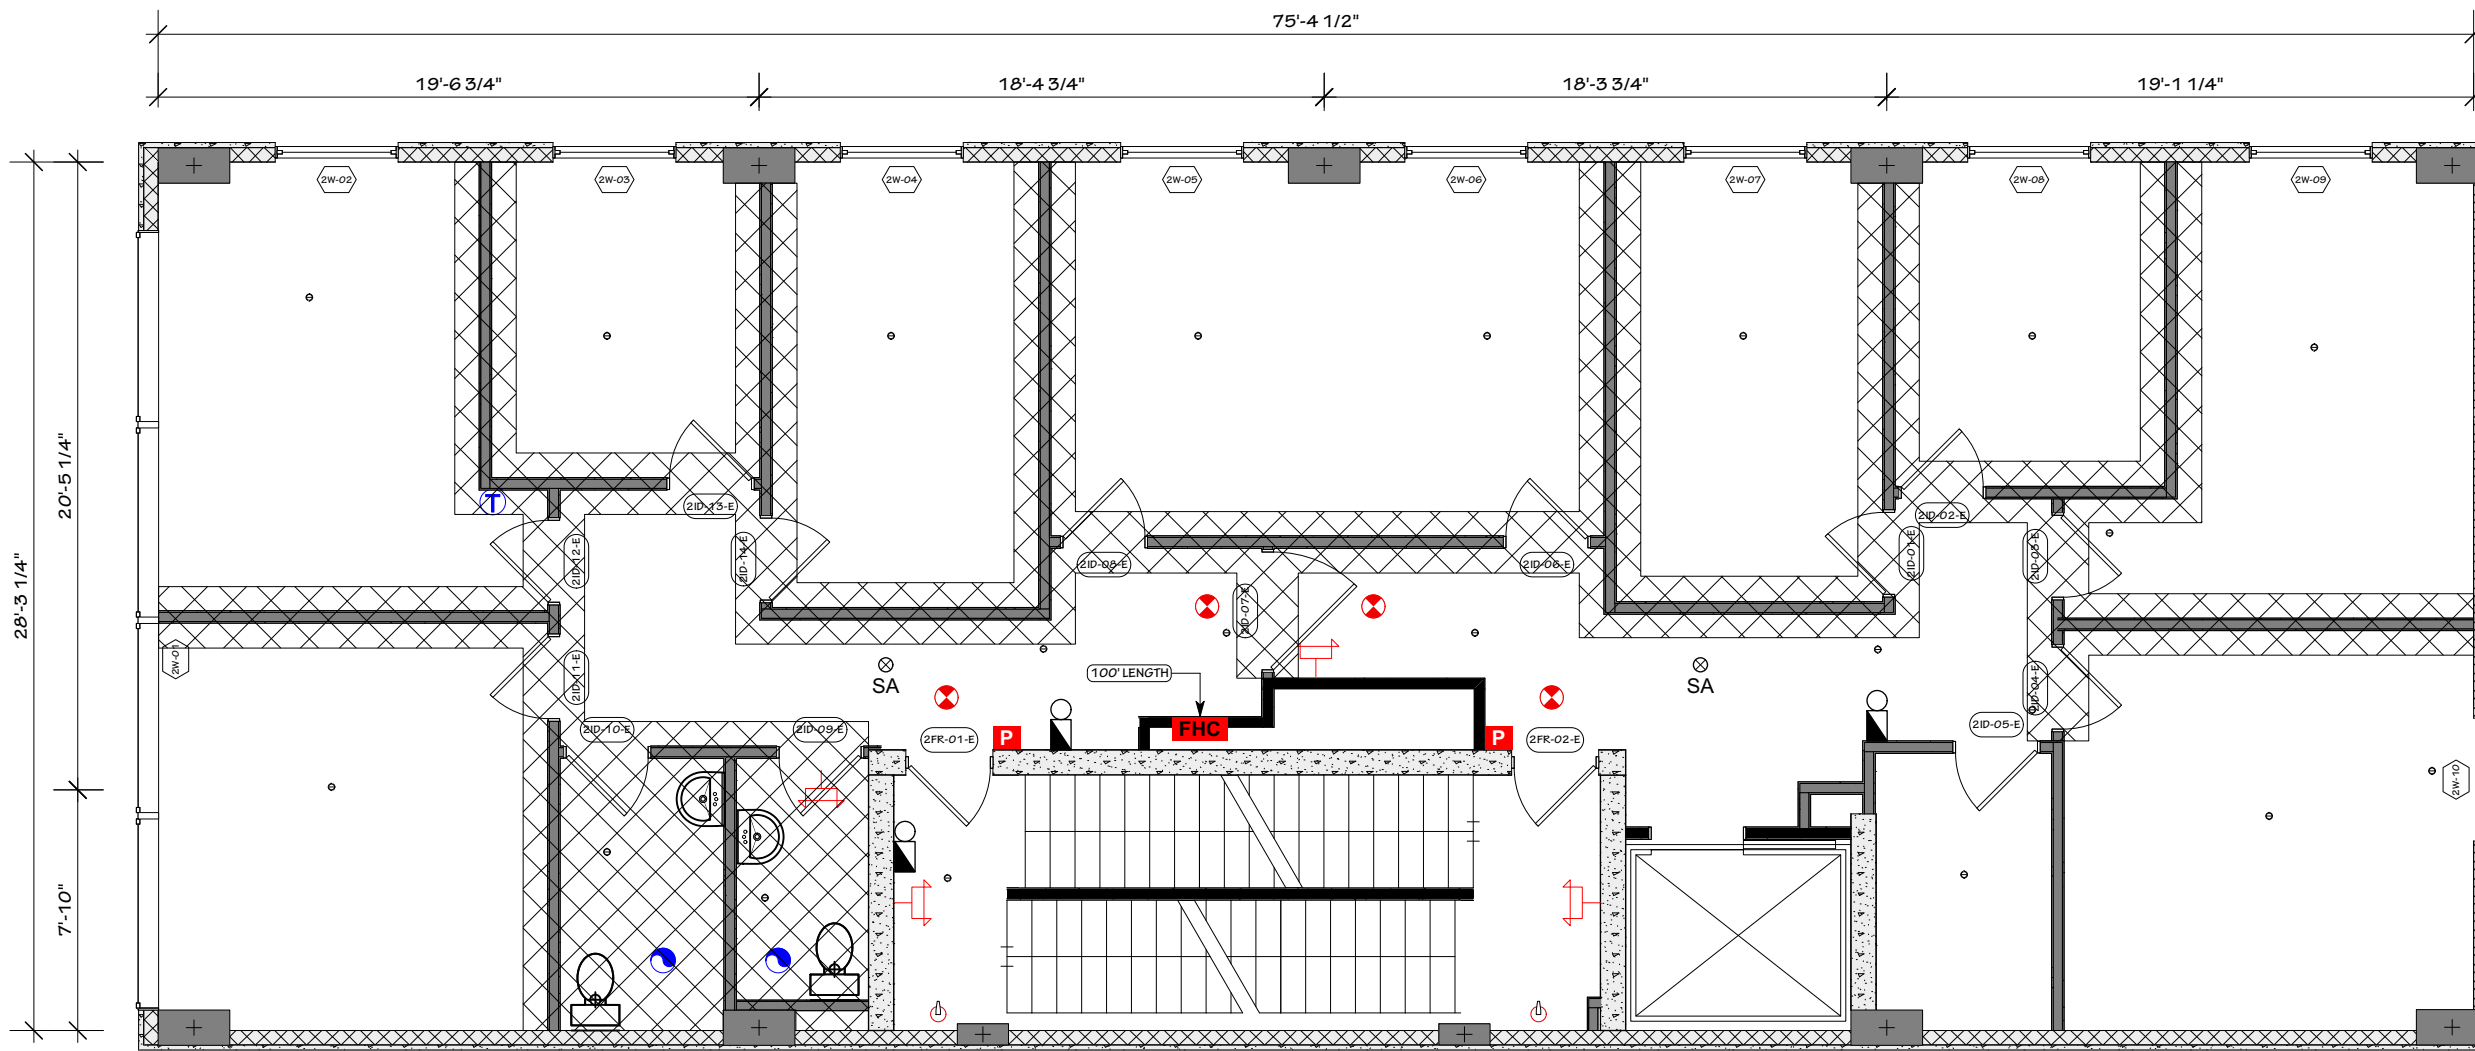 75'-4 1/2"
19'-6 3/4"
18'-4 3/4"
18'-3 3/4"
19'-1 1/4"
2W-02
2W-03
2W-04
2W-05
2W-06
2W-07
2W-08
2W-09
20'-5 1/4"
28'-3 1/4"
7'-10"
T
2ID-13-E
2ID-12-E
2ID-14-E
2ID-08-E
2ID-06-E
2ID-02-E
2ID-01-E
2ID-03-E
2ID-07-E
2W-01
2ID-11-E
SA
SA
100' LENGTH
2ID-04-E
2ID-10-E
2ID-09-E
2FR-01-E
P
FHC
P
2FR-02-E
2ID-05-E
2W-10